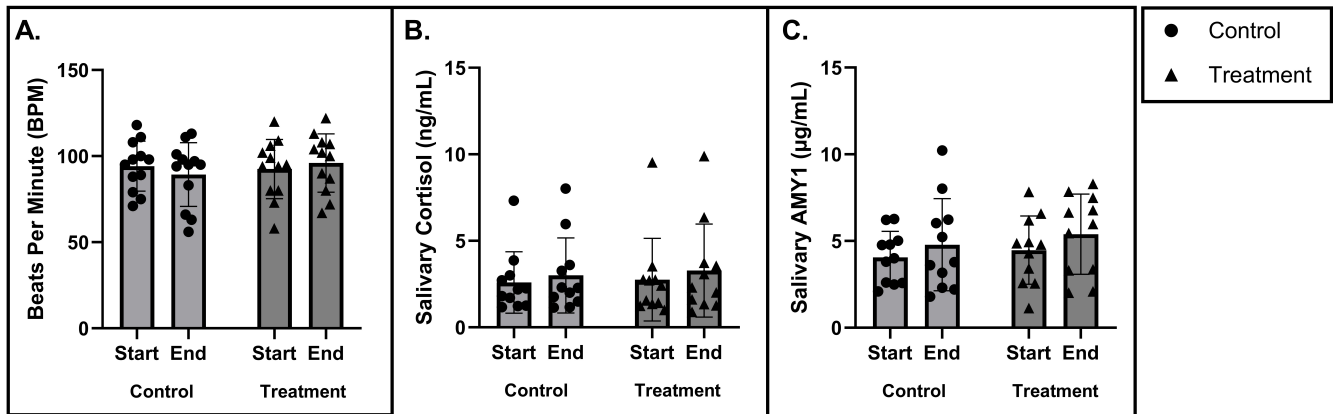 A.
Beats Per Minute (BPM)
150
100
50
0
Start End Start End
Control Treatment
B.
Salivary Cortisol (ng/mL)
15
10
5
0
Start End Start End
Control Treatment
C.
Salivary AMY1 (µg/mL)
15
10
5
0
Start End Start End
Control Treatment
Control
Treatment